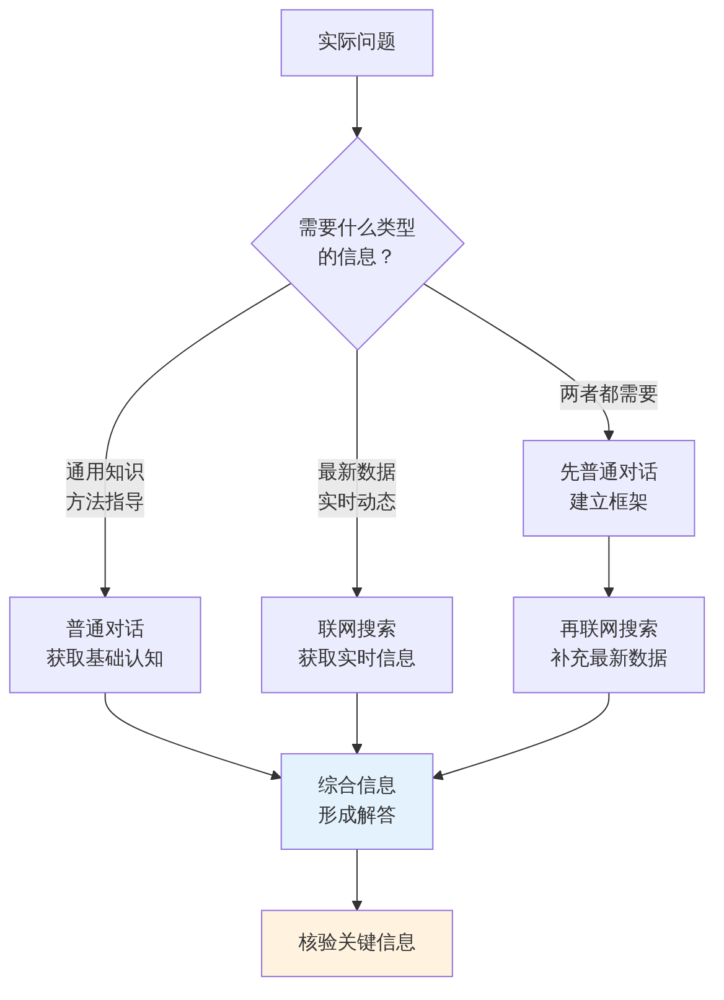 实际问题
需要什么类型
的信息？
两者都需要
通用知识
方法指导
最新数据
实时动态
先普通对话
建立框架
普通对话
获取基础认知
联网搜索
获取实时信息
再联网搜索
补充最新数据
综合信息
形成解答
核验关键信息